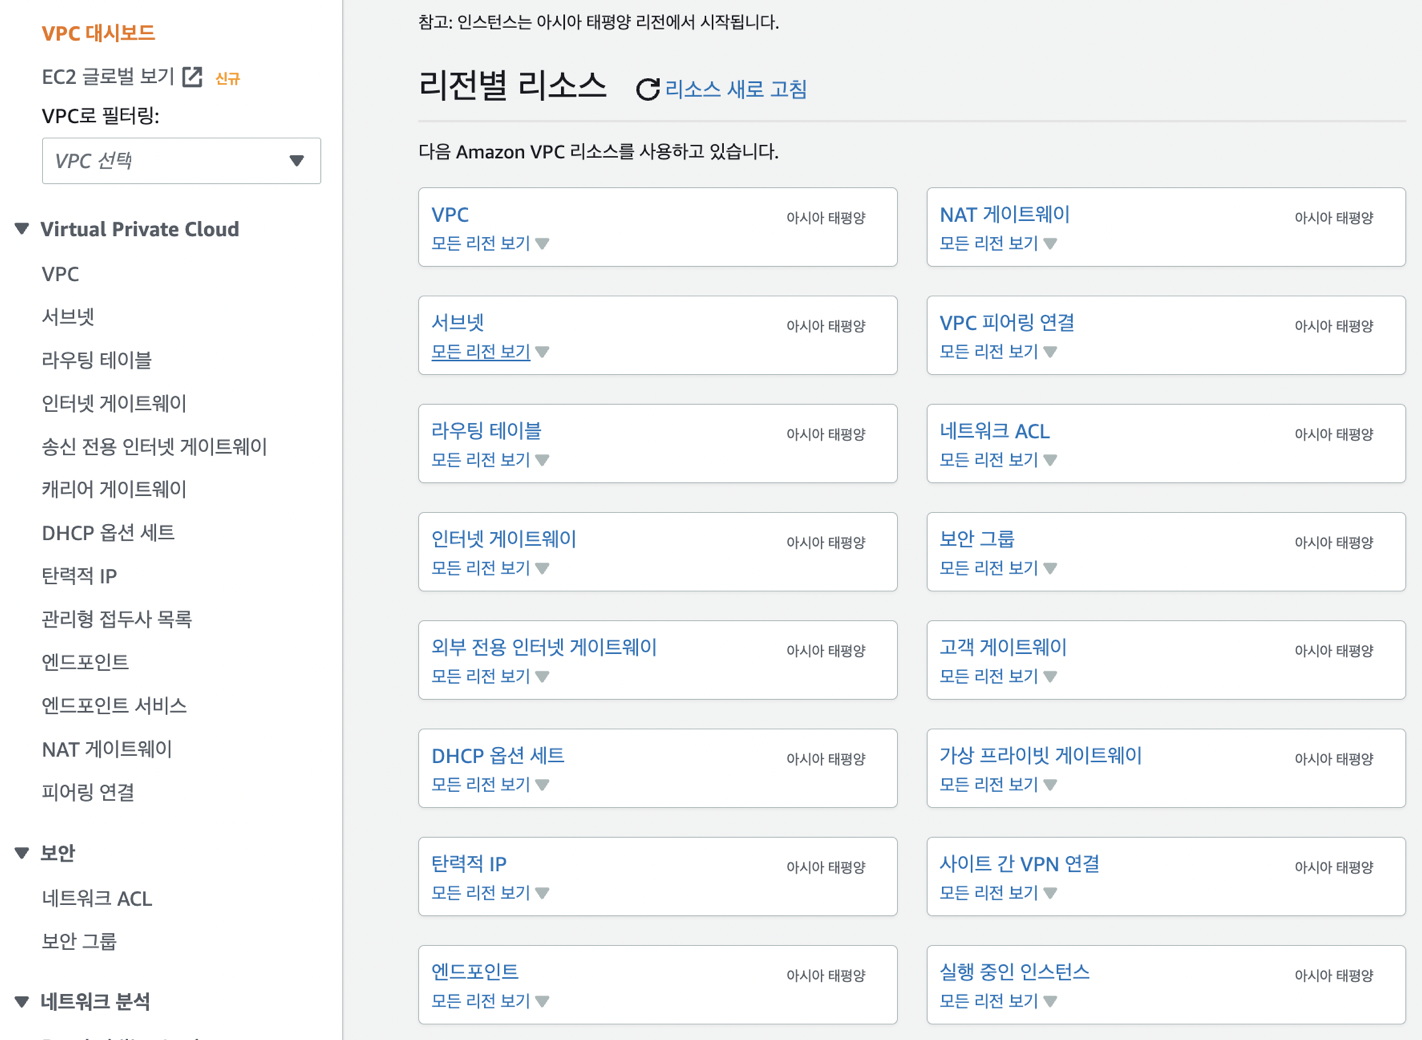 VPC 대시보드
EC2 글로벌 보기 신규
VPC로 필터링:
VPC 선택
Virtual Private Cloud
VPC
서브넷
라우팅 테이블
인터넷 게이트웨이
송신 전용 인터넷 게이트웨이
캐리어 게이트웨이
DHCP 옵션 세트
탄력적 IP
관리형 접두사 목록
엔드포인트
엔드포인트 서비스
NAT 게이트웨이
피어링 연결
보안
네트워크 ACL
보안 그룹
네트워크 분석
참고: 인스턴스는 아시아 태평양 리전에서 시작됩니다.
리전별 리소스 리소스 새로 고침
다음 Amazon VPC 리소스를 사용하고 있습니다.
VPC 아시아 태평양
모든 리전 보기
NAT 게이트웨이 아시아 태평양
모든 리전 보기
서브넷 아시아 태평양
모든 리전 보기
VPC 피어링 연결 아시아 태평양
모든 리전 보기
라우팅 테이블 아시아 태평양
모든 리전 보기
네트워크 ACL 아시아 태평양
모든 리전 보기
인터넷 게이트웨이 아시아 태평양
모든 리전 보기
보안 그룹 아시아 태평양
모든 리전 보기
외부 전용 인터넷 게이트웨이 아시아 태평양
모든 리전 보기
고객 게이트웨이 아시아 태평양
모든 리전 보기
DHCP 옵션 세트 아시아 태평양
모든 리전 보기
가상 프라이빗 게이트웨이 아시아 태평양
모든 리전 보기
탄력적 IP 아시아 태평양
모든 리전 보기
사이트 간 VPN 연결 아시아 태평양
모든 리전 보기
엔드포인트 아시아 태평양
모든 리전 보기
실행 중인 인스턴스 아시아 태평양
모든 리전 보기